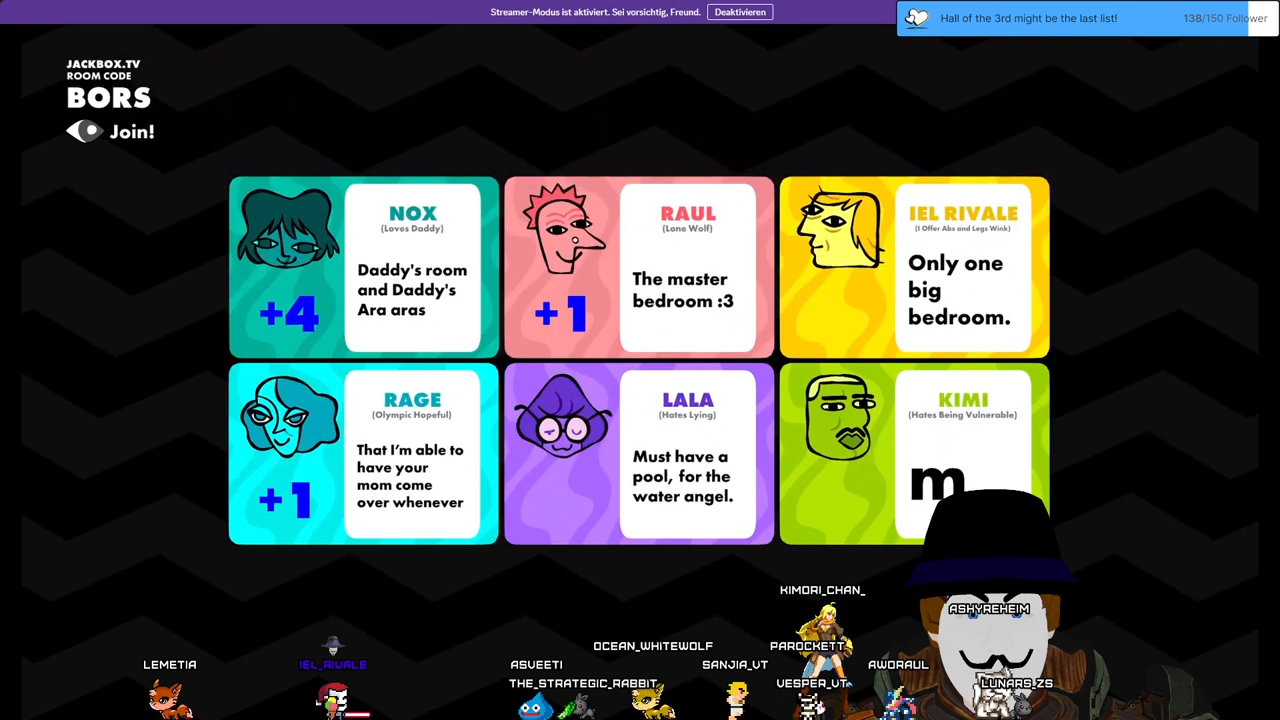 Streamer-Modus ist aktiviert. Sei vorsichtig, Freund.
Deaktivieren
Hall of the 3rd might be the last list!
138/150 Follower
JACKBOX.TV
ROOM CODE
BORS
Join!
NOX
(Loves Daddy)
Daddy's room
and Daddy's
Ara aras
+4
RAUL
(Lone Wolf)
The master
bedroom :3
+1
IEL RIVALE
(I Offer Abs and Legs Wink)
Only one
big
bedroom.
RAGE
(Olympic Hopeful)
That I'm able to
have your
mom come
over whenever
+1
LALA
(Hates Lying)
Must have a
pool, for the
water angel.
KIMI
(Hates Being Vulnerable)
m
KIMORI_CHAN_
ASHYREHEIM
OCEAN_WHITEWOLF
PAROCKETT
LEMETIA
IEL_RIVALE
ASVEETI
SANJIA_VT
AWORAUL
THE_STRATEGIC_RABBIT
VESPER_VT
LUNARS_ZS